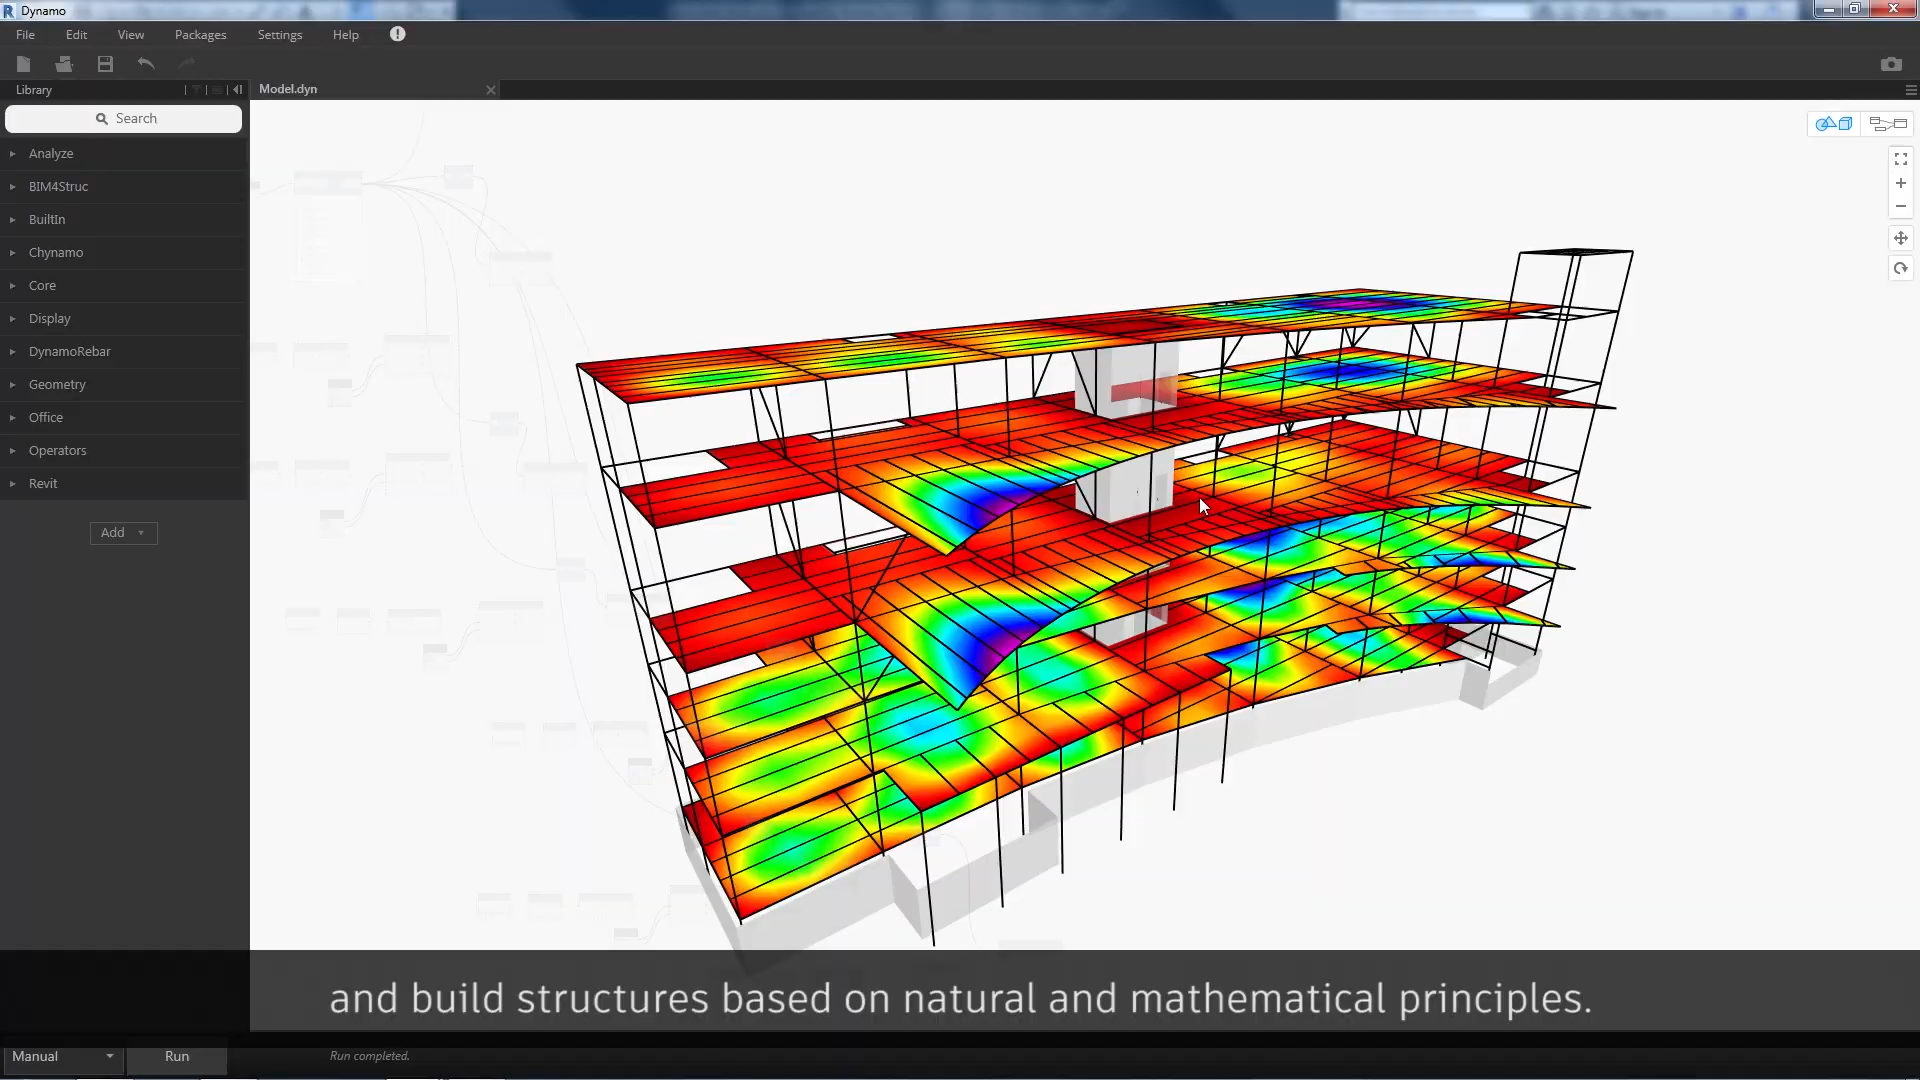 Dynamo
File Edit View Packages Settings Help
Library
Model.dyn
Search
Analyze
BIM4Struc
BuiltIn
Chynamo
Core
Display
DynamoRebar
Geometry
Office
Operators
Revit
Add
and build structures based on natural and mathematical principles.
Manual Run Run completed.